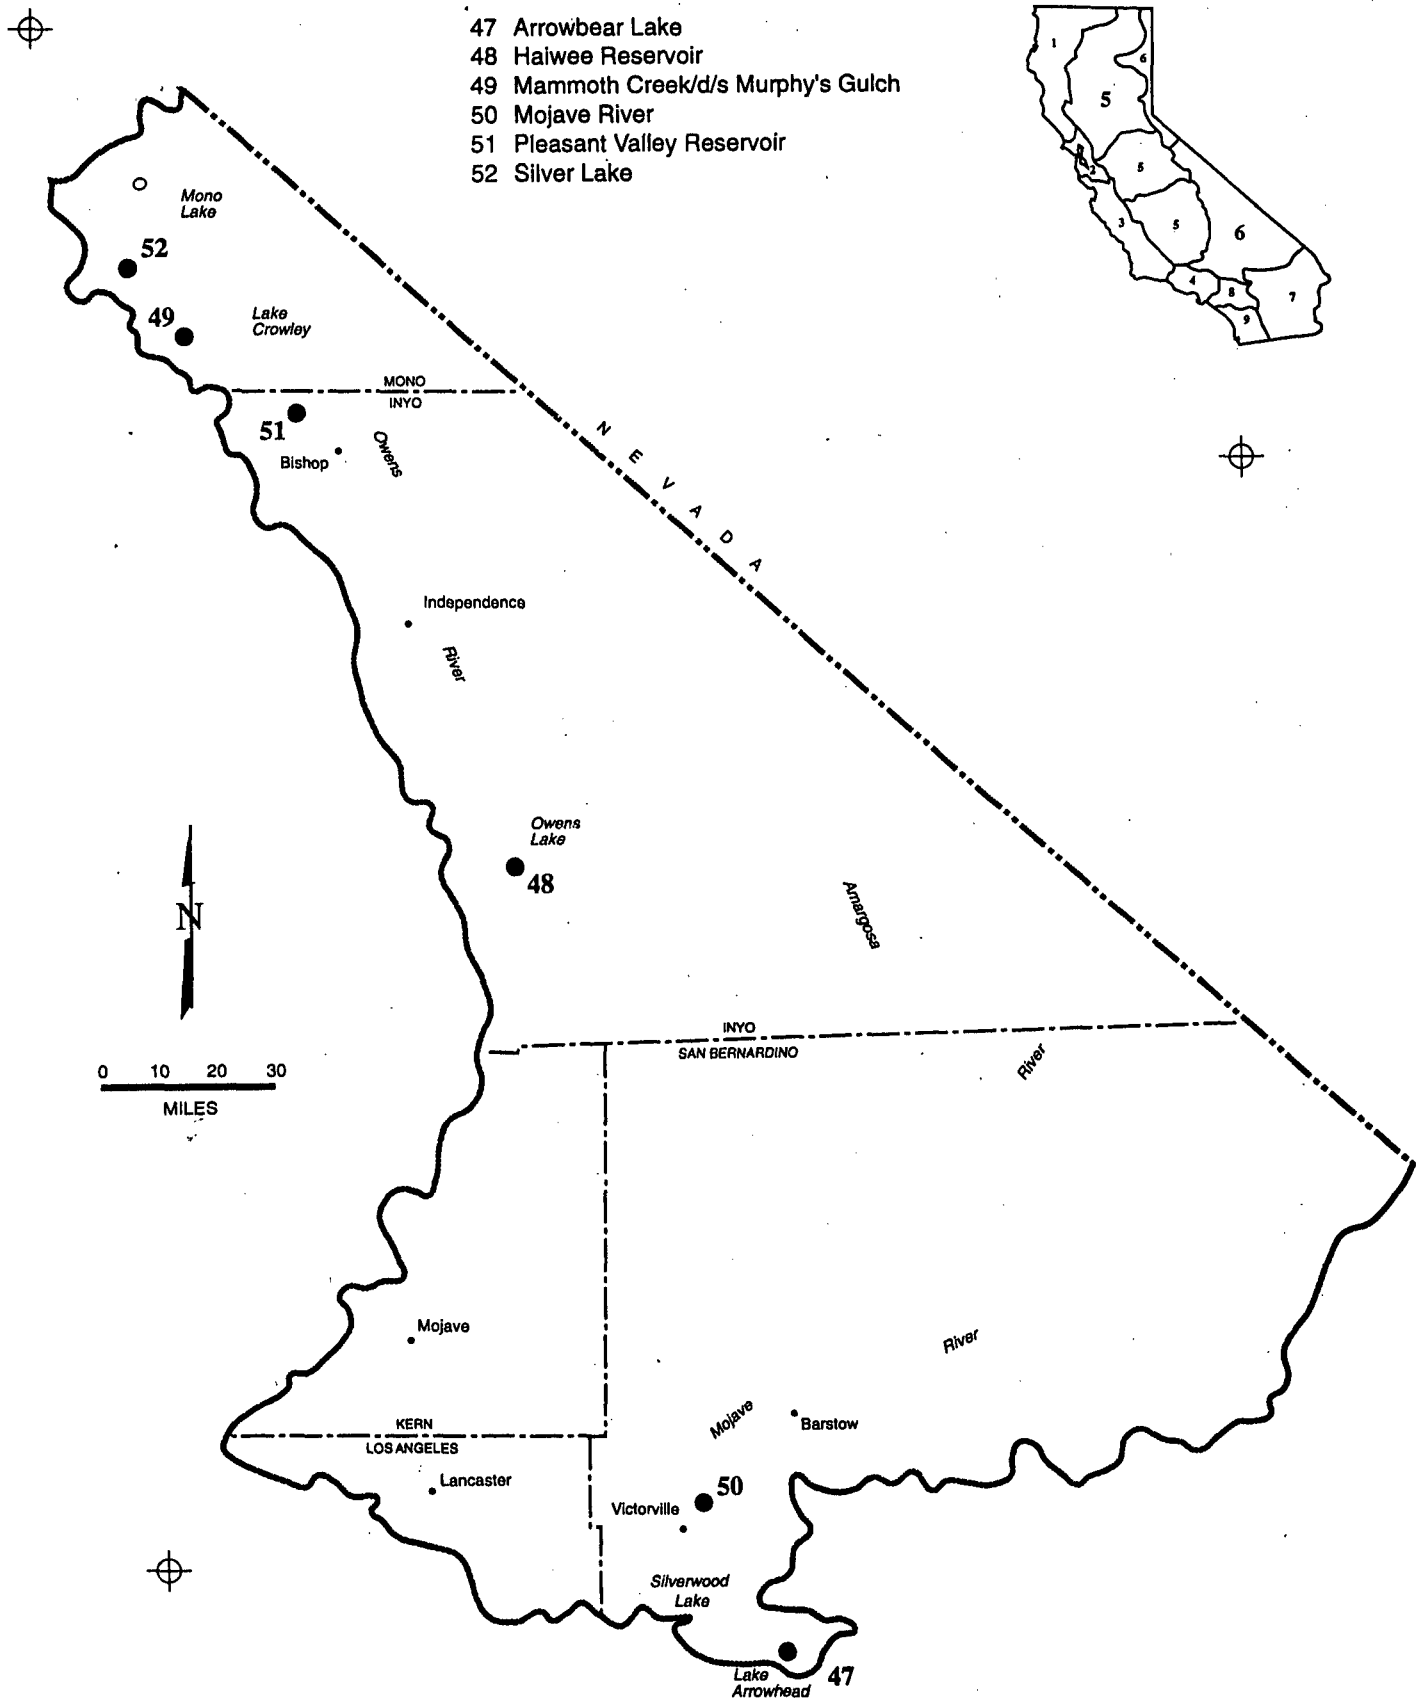 47 Arrowbear Lake
48 Haiwee Reservoir
49 Mammoth Creek/d/s Murphy's Gulch
50 Mojave River
51 Pleasant Valley Reservoir
52 Silver Lake
1
6
5
2
5
3
5
6
4
8
7
9
Mono
Lake
52
49
Lake
Crowley
MONO
INYO
51
Bishop
Owens
NEVADA
Independence
River
Owens
Lake
48
Amargosa
N
INYO
SAN BERNARDINO
River
0 10 20 30
MILES
Mojave
River
KERN
LOS ANGELES
Mojave
Barstow
Lancaster
50
Victorville
Silverwood
Lake
47
Lake
Arrowhead